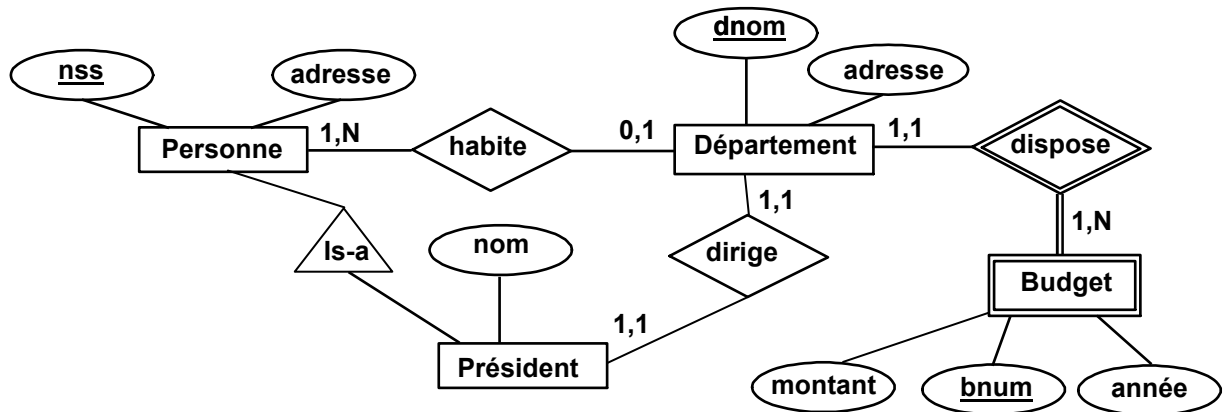 dnom
nss
adresse
adresse
Personne
1,N
habite
0,1
Département
1,1
dispose
1,1
1,N
Is-a
nom
dirige
Budget
1,1
Président
montant
bnum
année